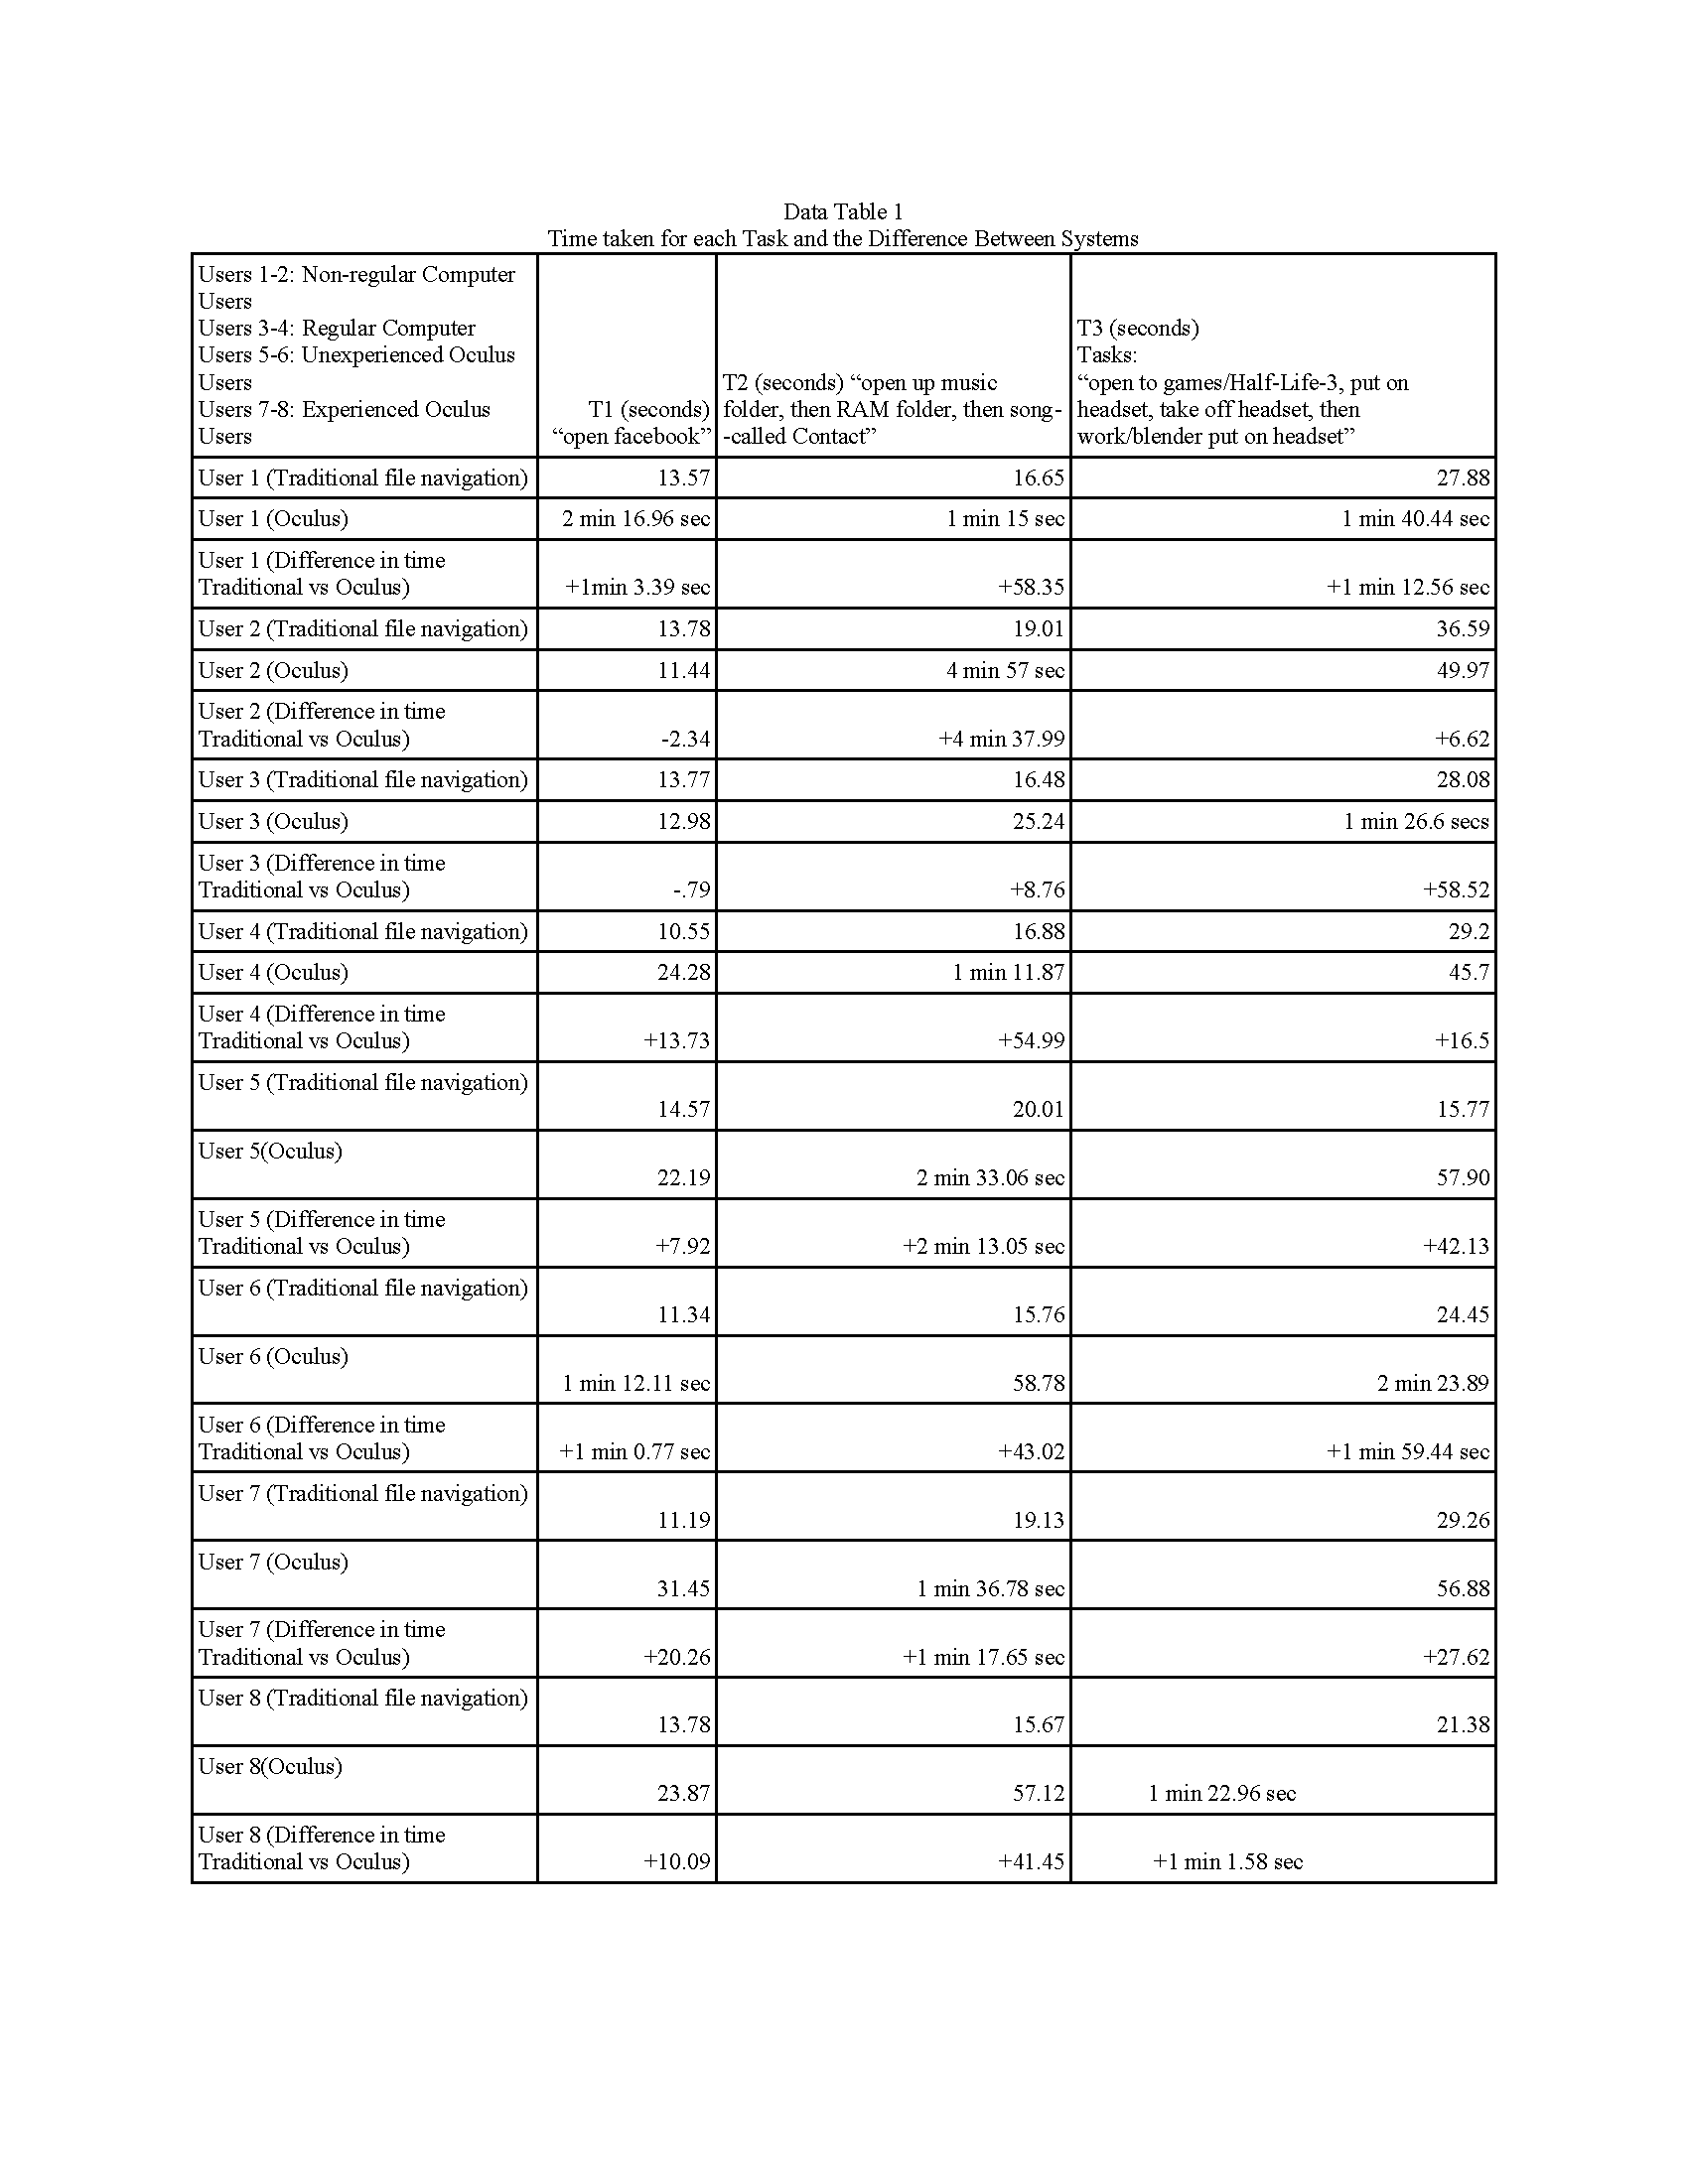 Data Table 1
Time taken for each Task and the Difference Between Systems
Users 1-2: Non-regular Computer
Users
Users 3-4: Regular Computer
Users 5-6: Unexperienced Oculus
Users
Users 7-8: Experienced Oculus
Users
T1 (seconds)
“open facebook”
T2 (seconds) “open up music
folder, then RAM folder, then song-
-called Contact”
T3 (seconds)
Tasks:
“open to games/Half-Life-3, put on
headset, take off headset, then
work/blender put on headset”
User 1 (Traditional file navigation) 13.57 16.65 27.88
User 1 (Oculus) 2 min 16.96 sec 1 min 15 sec 1 min 40.44 sec
User 1 (Difference in time
Traditional vs Oculus) +1min 3.39 sec +58.35 +1 min 12.56 sec
User 2 (Traditional file navigation) 13.78 19.01 36.59
User 2 (Oculus) 11.44 4 min 57 sec 49.97
User 2 (Difference in time
Traditional vs Oculus) -2.34 +4 min 37.99 +6.62
User 3 (Traditional file navigation) 13.77 16.48 28.08
User 3 (Oculus) 12.98 25.24 1 min 26.6 secs
User 3 (Difference in time
Traditional vs Oculus) -.79 +8.76 +58.52
User 4 (Traditional file navigation) 10.55 16.88 29.2
User 4 (Oculus) 24.28 1 min 11.87 45.7
User 4 (Difference in time
Traditional vs Oculus) +13.73 +54.99 +16.5
User 5 (Traditional file navigation)
14.57 20.01 15.77
User 5(Oculus)
22.19 2 min 33.06 sec 57.90
User 5 (Difference in time
Traditional vs Oculus) +7.92 +2 min 13.05 sec +42.13
User 6 (Traditional file navigation)
11.34 15.76 24.45
User 6 (Oculus)
1 min 12.11 sec 58.78 2 min 23.89
User 6 (Difference in time
Traditional vs Oculus) +1 min 0.77 sec +43.02 +1 min 59.44 sec
User 7 (Traditional file navigation)
11.19 19.13 29.26
User 7 (Oculus)
31.45 1 min 36.78 sec 56.88
User 7 (Difference in time
Traditional vs Oculus) +20.26 +1 min 17.65 sec +27.62
User 8 (Traditional file navigation)
13.78 15.67 21.38
User 8(Oculus)
23.87 57.12 1 min 22.96 sec
User 8 (Difference in time
Traditional vs Oculus) +10.09 +41.45 +1 min 1.58 sec